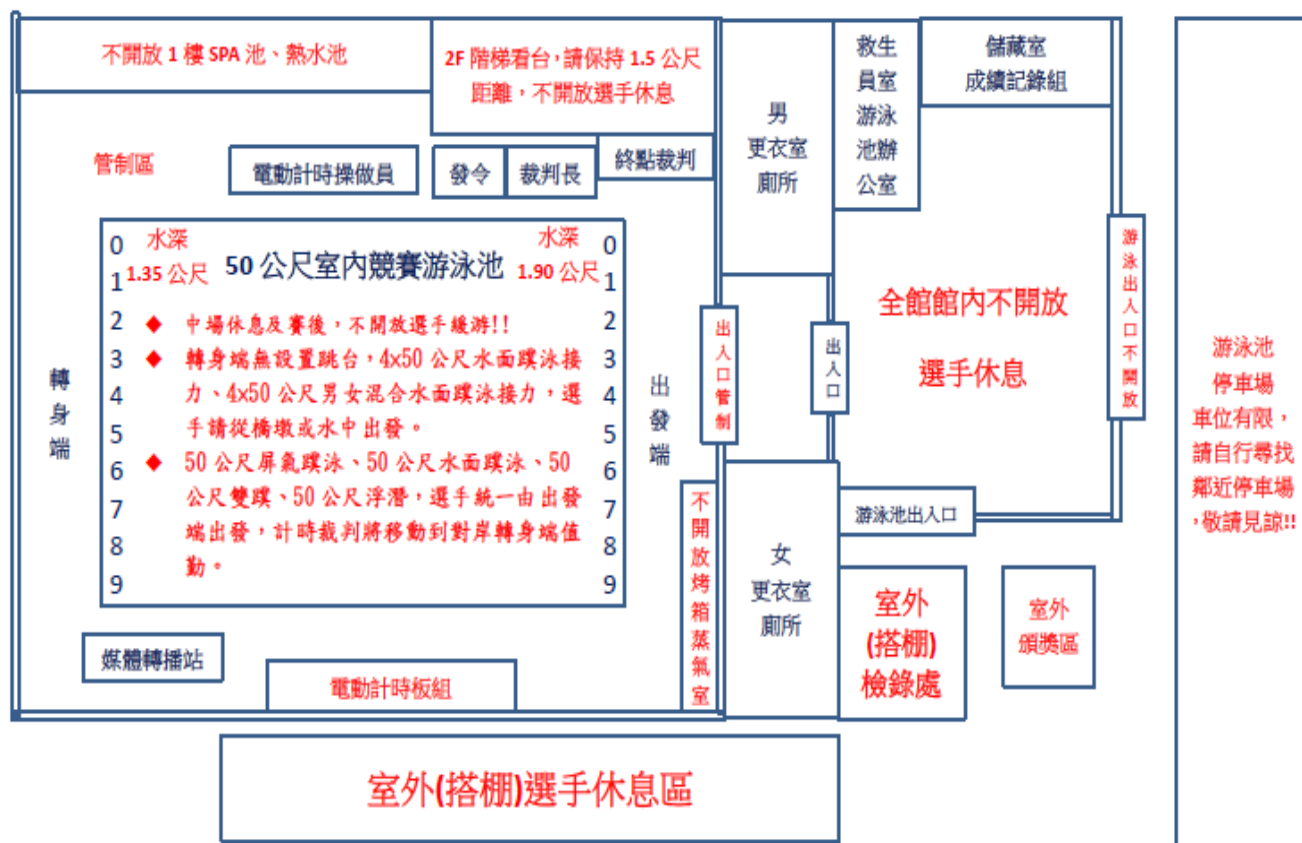 不開放 1 樓 SPA 池、熱水池
2F 階梯看台，請保持 1.5 公尺
距離，不開放選手休息
男
更衣室
廁所
救生
員室
游泳
池辦
公室
儲藏室
成績記錄組
管制區
電動計時操做員
發令
裁判長
終點裁判
0
1
2
3
4
5
6
7
8
9
水深
1.35 公尺
50 公尺室內競賽游泳池
水深
1.90 公尺
0
1
2
3
4
5
6
7
8
9
◆ 中場休息及賽後，不開放選手緩游!!
◆ 轉身端無設置跳台，4x50 公尺水面蹼泳接
力、4x50 公尺男女混合水面蹼泳接力，選
手請從橋墩或水中出發。
◆ 50 公尺屏氣蹼泳、50 公尺水面蹼泳、50
公尺雙蹼、50 公尺浮潛，選手統一由出發
端出發，計時裁判將移動到對岸轉身端值
勤。
轉身端
出發端
出入口管制
出入口
全館館內不開放
選手休息
游泳出入口不開放
游泳池
停車場
車位有限，
請自行尋找
鄰近停車場
，敬請見諒!!
不開放烤箱蒸氣室
女
更衣室
廁所
游泳池出入口
室外
(搭棚)
檢錄處
室外
頒獎區
媒體轉播站
電動計時板組
室外(搭棚)選手休息區